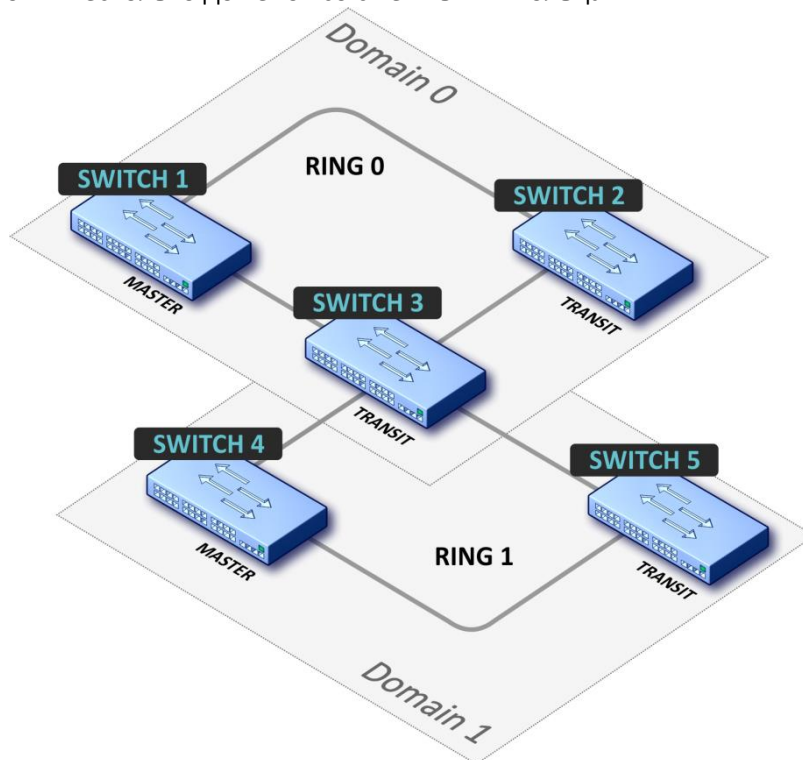 Domain 0
RING 0
SWITCH 1
SWITCH 2
MASTER
SWITCH 3
TRANSIT
TRANSIT
SWITCH 4
SWITCH 5
MASTER
RING 1
TRANSIT
Domain 1